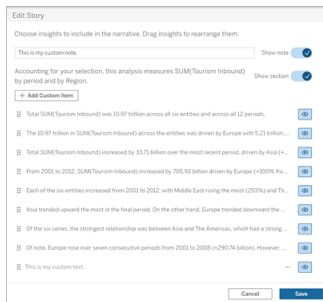 Edit Story
Choose insights to include in the narrative. Drag insights to rearrange them.
This is my custom note.
Show note
Accounting for your selection, this analysis measures SUM(Tourism Inbound)
by period and by Region.
Show section
+ Add Custom Item
Total SUM(Tourism Inbound) was 10.97 trillion across all six entities and across all 12 periods.
The 10.97 trillion in SUM(Tourism Inbound) across the entities was driven by Europe with 5.21 trillion,...
Total SUM(Tourism Inbound) increased by 33.71 billion over the most recent period, driven by Asia (+...
From 2001 to 2012, SUM(Tourism Inbound) increased by 705.93 billion driven by Europe (+100% fro...
Each of the six entities increased from 2001 to 2012, with Middle East rising the most (293%) and Th...
Asia trended upward the most in the final period. On the other hand, Europe trended downward the ...
Of the six series, the strongest relationship was between Asia and The Americas, which had a strong ...
Of note, Europe rose over seven consecutive periods from 2001 to 2008 (+290.74 billion). However, ...
This is my custom text.
Cancel
Save